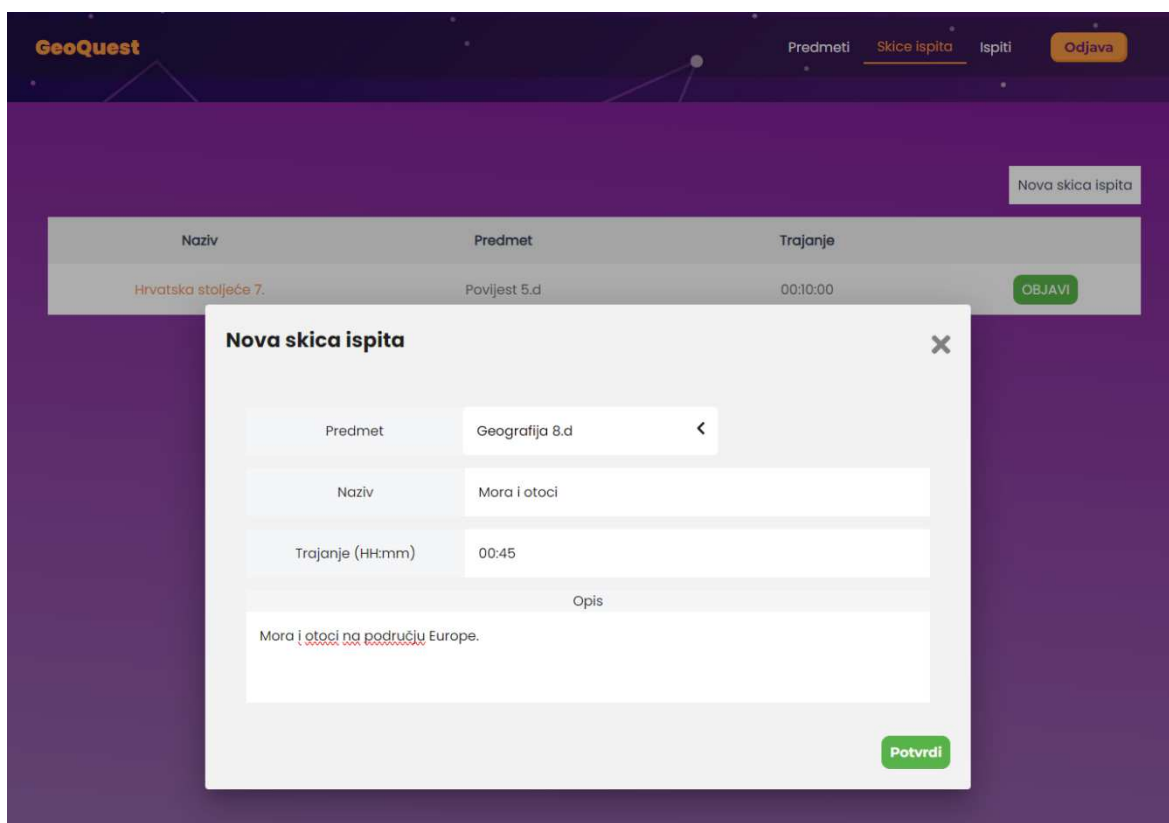 GeoQuest Predmeti Skice ispita Ispiti Odjava
Nova skica ispita
Naziv Predmet Trajanje
Hrvatska stoljeće 7. Povijest 5.d 00:10:00 OBJAVI
Nova skica ispita
Predmet Geografija 8.d
Naziv Mora i otoci
Trajanje (HH:mm) 00:45
Opis
Mora i otoci na području Europe.
Potvrdi